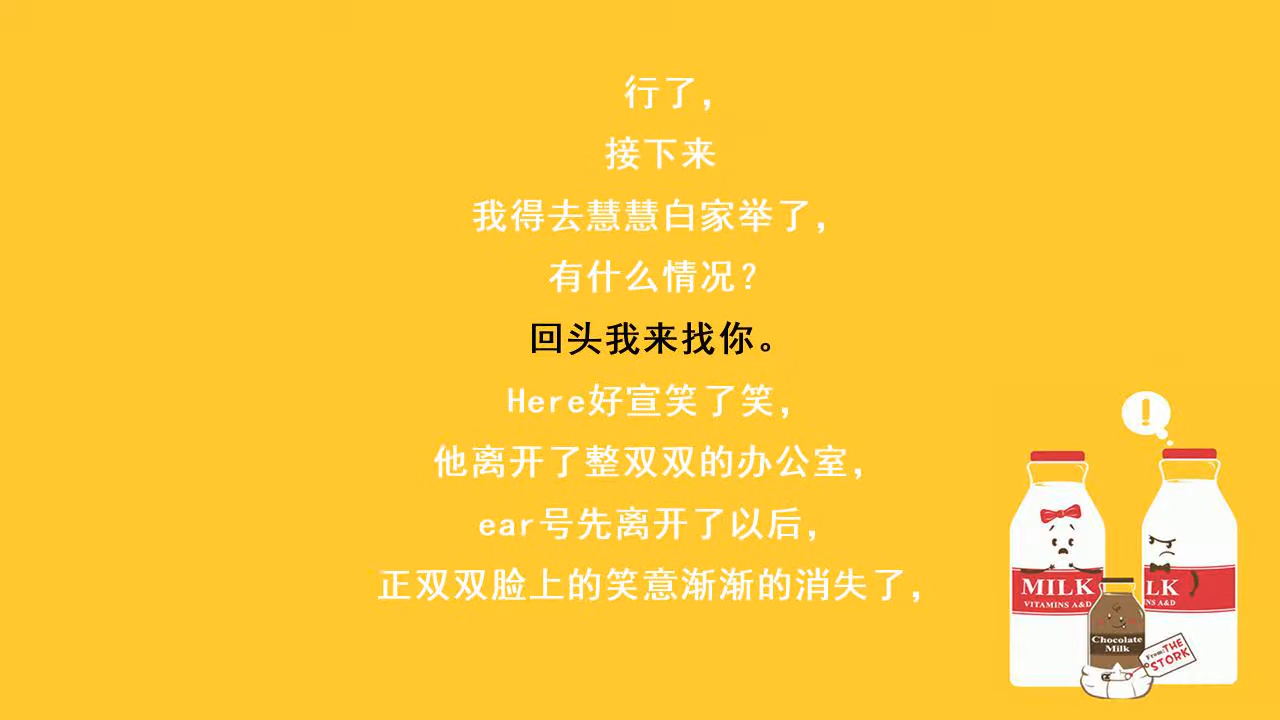 行了，
接下来
我得去慧慧白家举了，
有什么情况？
回头我来找你。
Here好宣笑了笑，
他离开了整双双的办公室，
ear号先离开了以后，
正双双脸上的笑意渐渐的消失了，
!
MILK
VITAMINS A&D
LK
NS A&D
Chocolate
Milk
From: THE
STORK